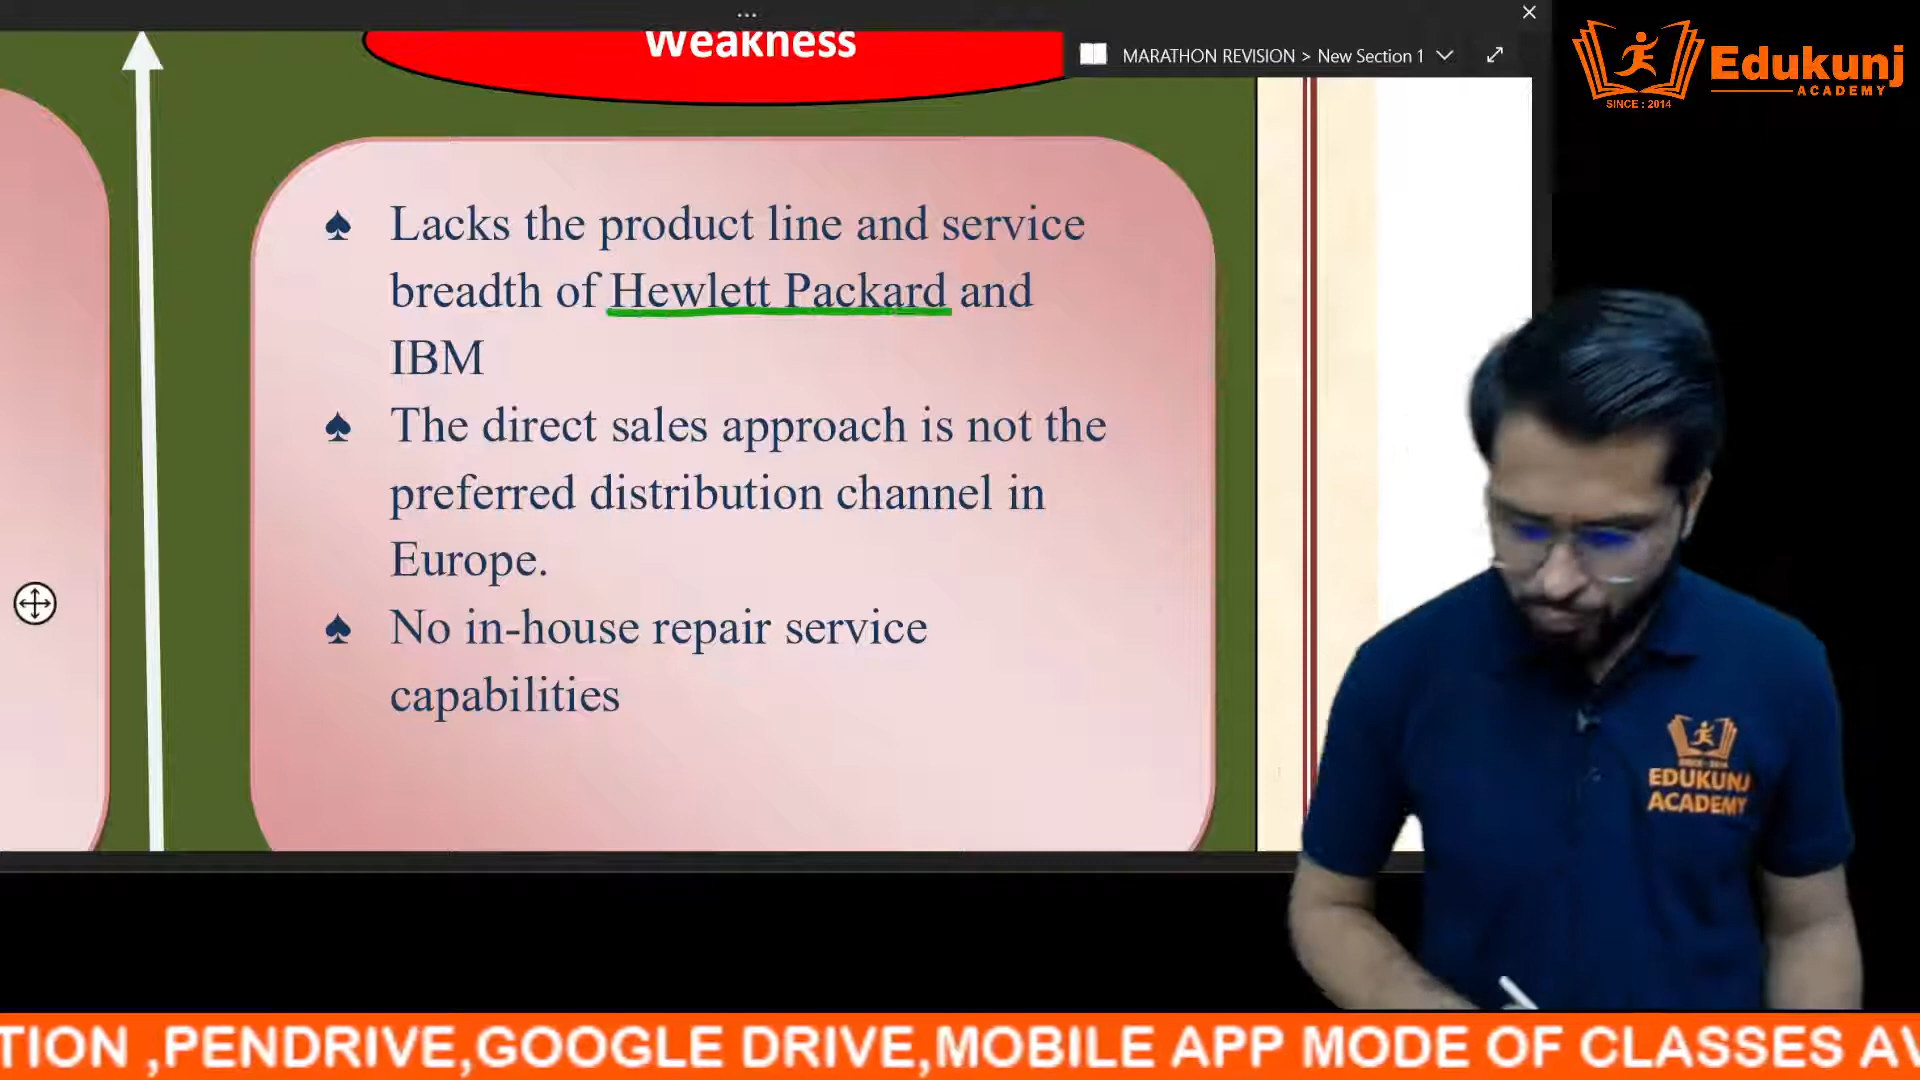 ...
Weakness
MARATHON REVISION > New Section 1
Edukunj
ACADEMY
SINCE : 2014
♠ Lacks the product line and service
breadth of Hewlett Packard and
IBM
♠ The direct sales approach is not the
preferred distribution channel in
Europe.
♠ No in-house repair service
capabilities
EDUKUNJ
ACADEMY
TION ,PENDRIVE,GOOGLE DRIVE,MOBILE APP MODE OF CLASSES AV